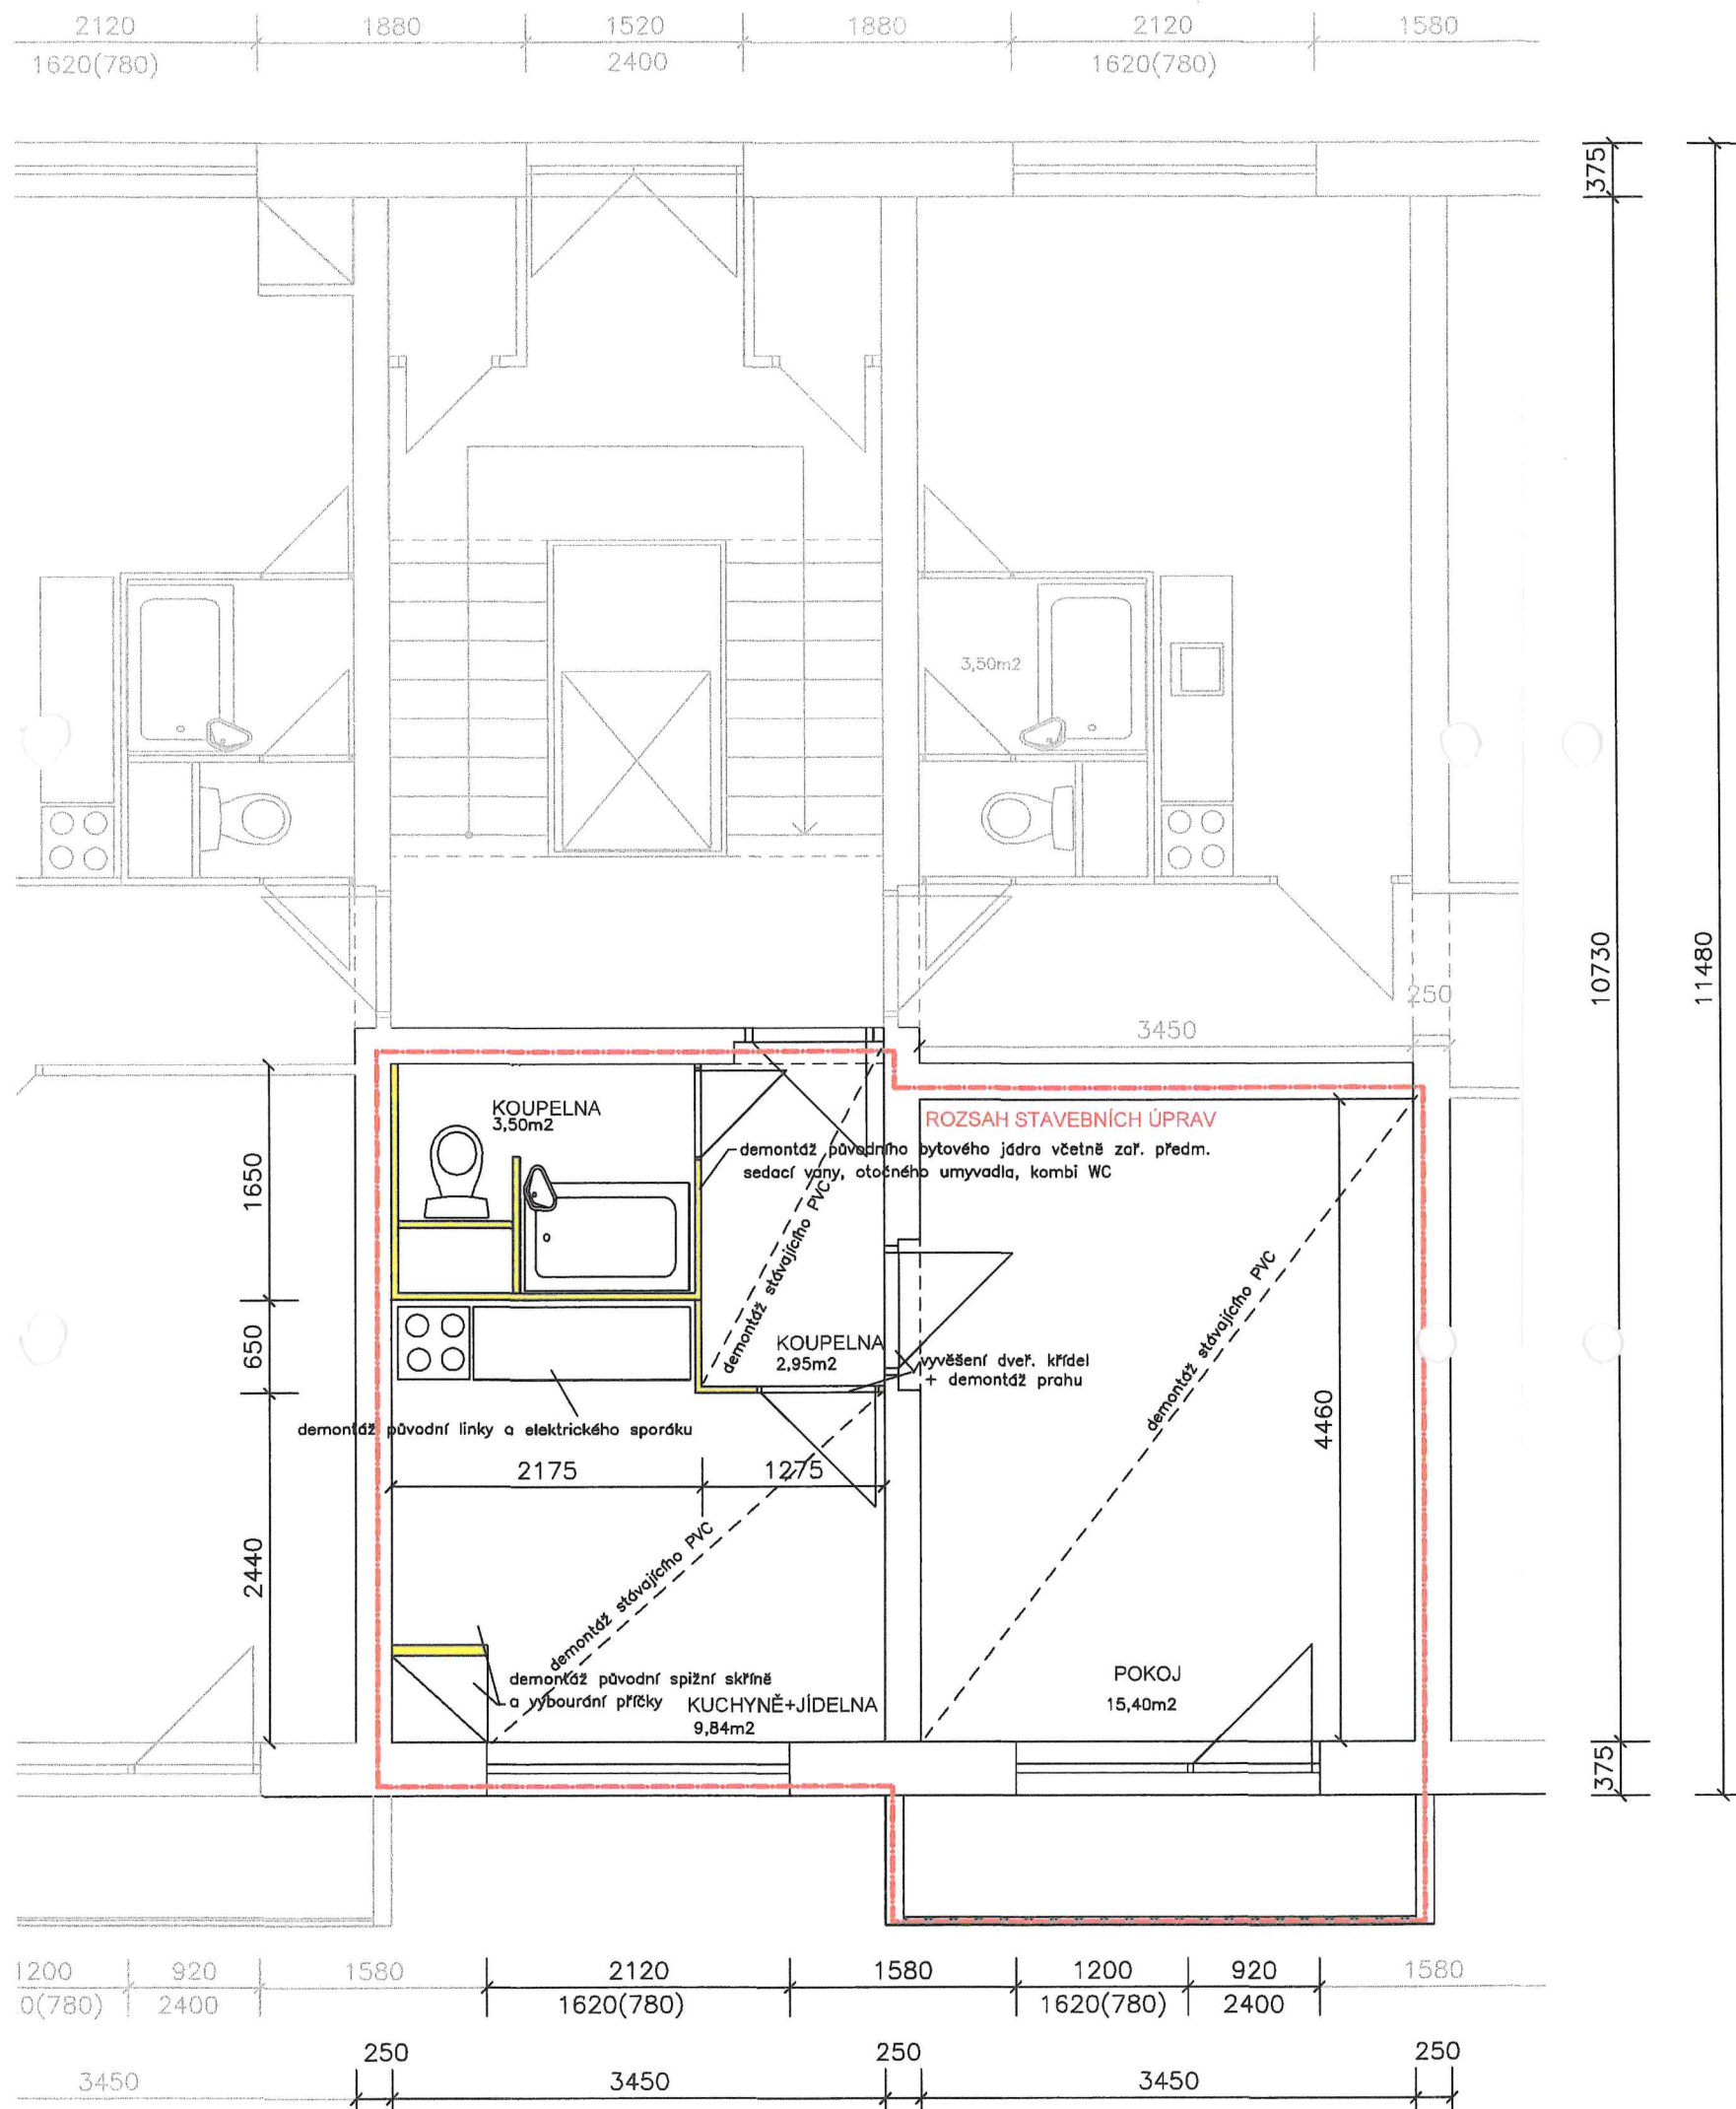 2120
1880
1520
1880
2120
1580
1620(780)
2400
1620(780)
375
3,50m2
10730
11480
250
3450
KOUPELNA
3,50m2
ROZSAH STAVEBNÍCH ÚPRAV
demontáž původního bytového jádra včetně zař. předm.
sedací vany, otočného umyvadla, kombi WC
1650
demontáž stávajícího PVC
demontáž stávajícího PVC
650
KOUPELNA
2,95m2
vyvěšení dveř. křídel
+ demontáž prahu
4460
demontáž původní linky a elektrického sporáku
2175
1275
2440
demontáž stávajícího PVC
demontáž původní spižní skříně
a vybourání příčky
KUCHYNĚ+JÍDELNA
9,84m2
POKOJ
15,40m2
375
1200
920
1580
2120
1580
1200
920
1580
0(780)
2400
1620(780)
1620(780)
2400
250
250
250
3450
3450
3450